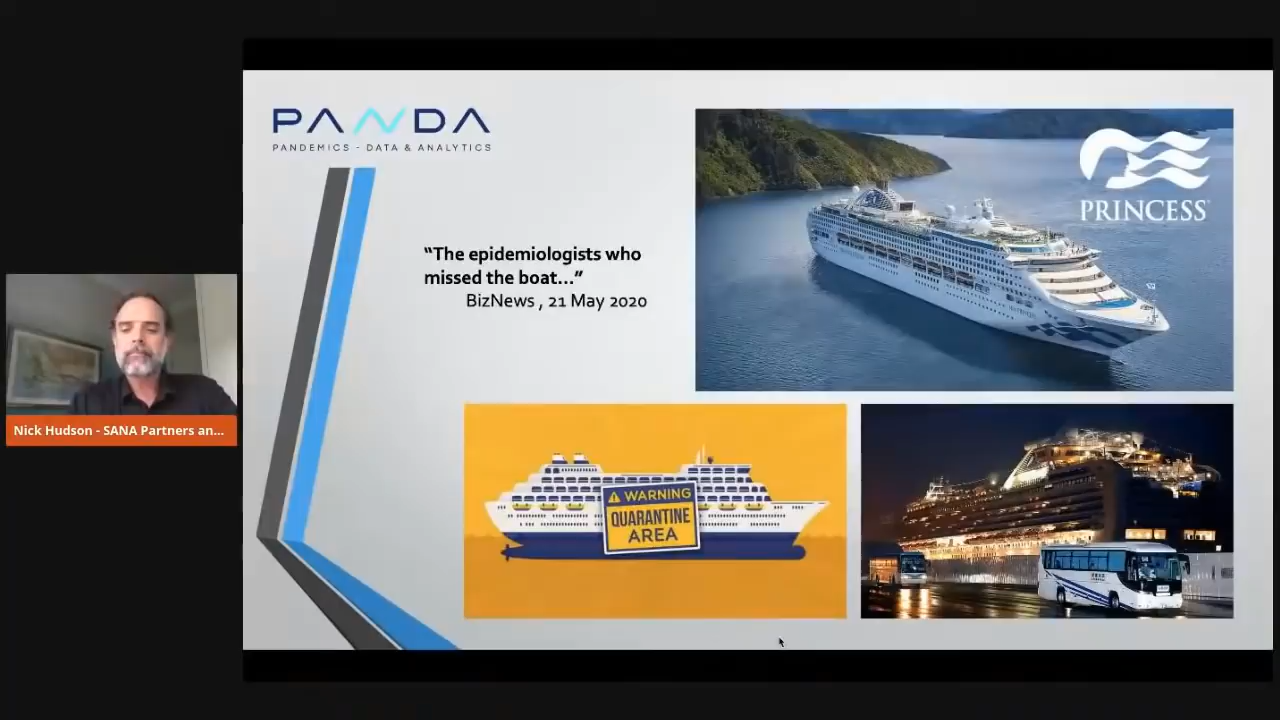 PANDA
PANDEMICS - DATA & ANALYTICS
“The epidemiologists who
missed the boat...”
BizNews , 21 May 2020
PRINCESS
WARNING
QUARANTINE
AREA
Nick Hudson - SANA Partners an...